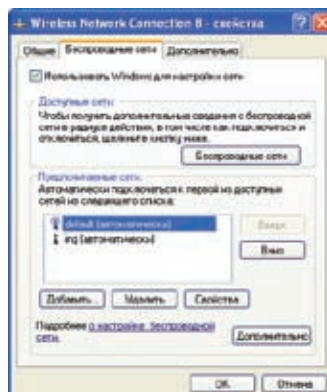 Wireless Network Connection 8 - свойства
Общие Беспроводные сети Дополнительно
Использовать Windows для настройки сети
Доступные сети:
Чтобы получить дополнительные сведения о беспроводной
сети в радиусе действия, в том числе как подключиться и
отключиться, щелкните кнопку ниже.
Беспроводные сети
Предпочитаемые сети:
Автоматически подключаться к первой из доступных
сетей из следующего списка:
default (автоматически)
(автоматически)
Вверх
Вниз
Добавить... Удалить Свойства
Подробнее о настройке беспроводной
сети.
Дополнительно
OK Отмена